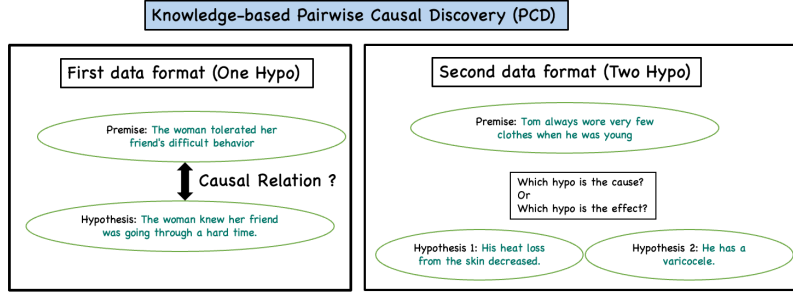 Knowledge-based Pairwise Causal Discovery (PCD)
First data format (One Hypo)
Premise: The woman tolerated her
friend's difficult behavior
Causal Relation ?
Hypothesis: The woman knew her friend
was going through a hard time.
Second data format (Two Hypo)
Premise: Tom always wore very few
clothes when he was young
Which hypo is the cause?
Or
Which hypo is the effect?
Hypothesis 1: His heat loss
from the skin decreased.
Hypothesis 2: He has a
varicocele.